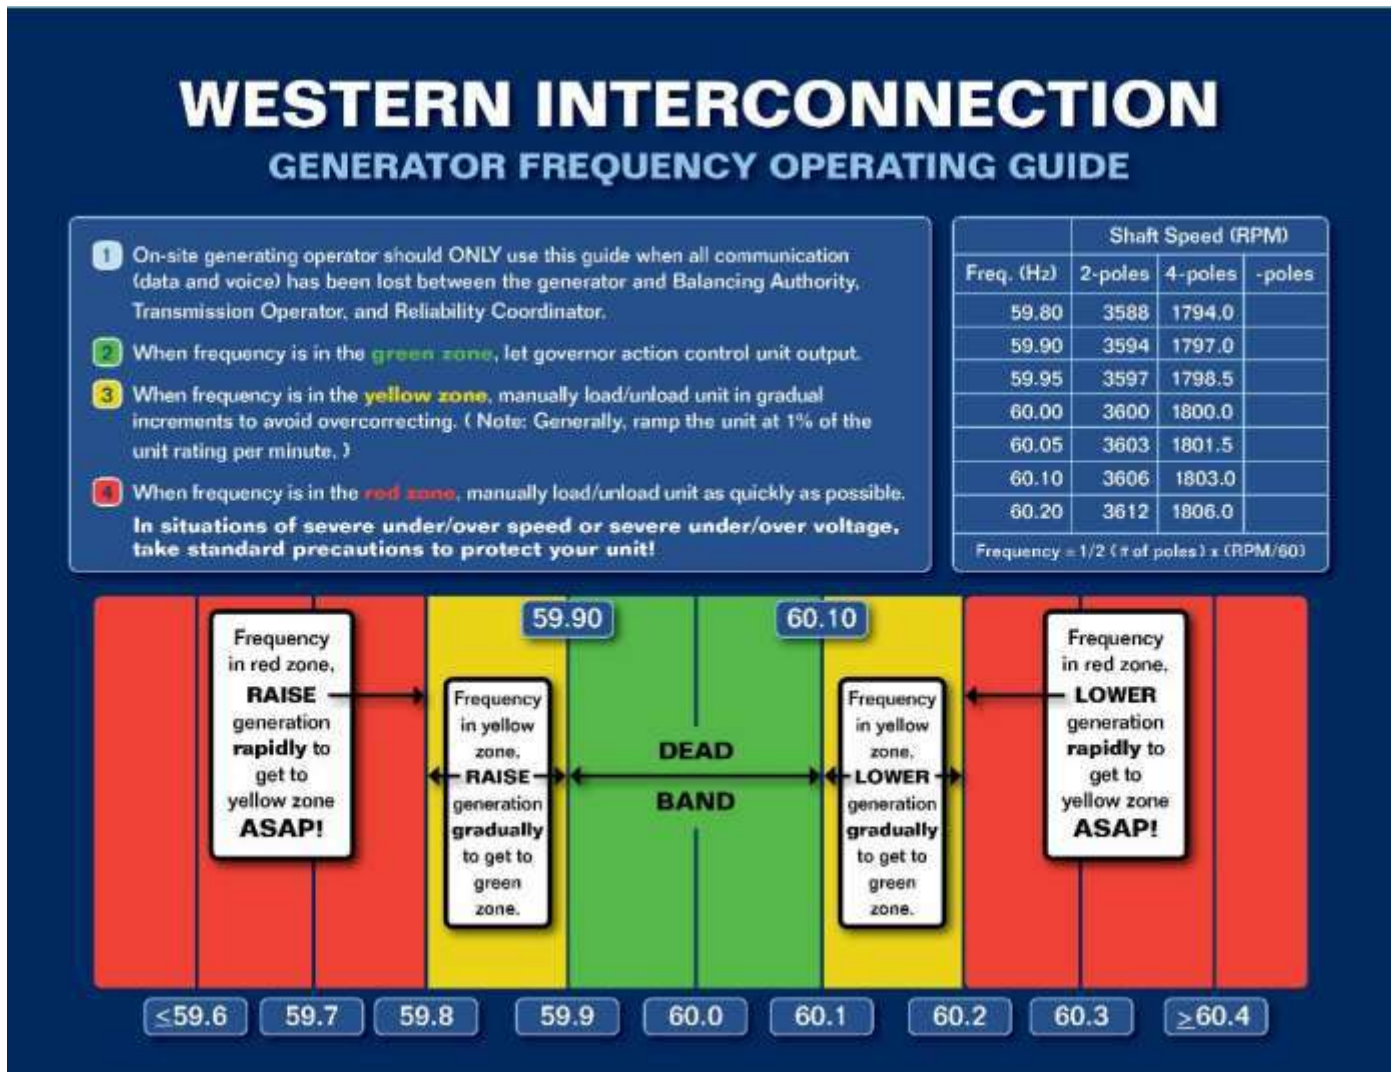 WESTERN INTERCONNECTION
GENERATOR FREQUENCY OPERATING GUIDE
1 On-site generating operator should ONLY use this guide when all communication
(data and voice) has been lost between the generator and Balancing Authority,
Transmission Operator, and Reliability Coordinator.
2 When frequency is in the green zone, let governor action control unit output.
3 When frequency is in the yellow zone, manually load/unload unit in gradual
increments to avoid overcorrecting. ( Note: Generally, ramp the unit at 1% of the
unit rating per minute. )
4 When frequency is in the red zone, manually load/unload unit as quickly as possible.
In situations of severe under/over speed or severe under/over voltage,
take standard precautions to protect your unit!
Shaft Speed (RPM)
Freq. (Hz) 2-poles 4-poles -poles
59.80 3588 1794.0
59.90 3594 1797.0
59.95 3597 1798.5
60.00 3600 1800.0
60.05 3603 1801.5
60.10 3606 1803.0
60.20 3612 1806.0
Frequency = 1/2 ( π of poles ) x (RPM/60)
59.90
60.10
Frequency
in red zone,
RAISE
generation
rapidly to
get to
yellow zone
ASAP!
Frequency
in yellow
zone.
RAISE
generation
gradually
to get to
green
zone.
DEAD
BAND
Frequency
in yellow
zone.
LOWER
generation
gradually
to get to
green
zone.
Frequency
in red zone,
LOWER
generation
rapidly to
get to
yellow zone
ASAP!
≤59.6 59.7 59.8 59.9 60.0 60.1 60.2 60.3 ≥60.4